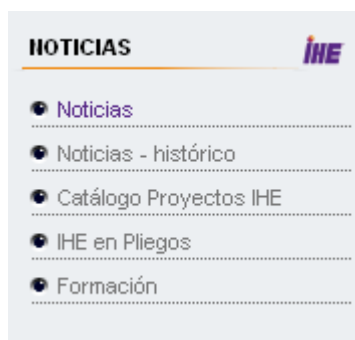 NOTICIAS IHE
Noticias
Noticias - histórico
Catálogo Proyectos IHE
IHE en Pliegos
Formación